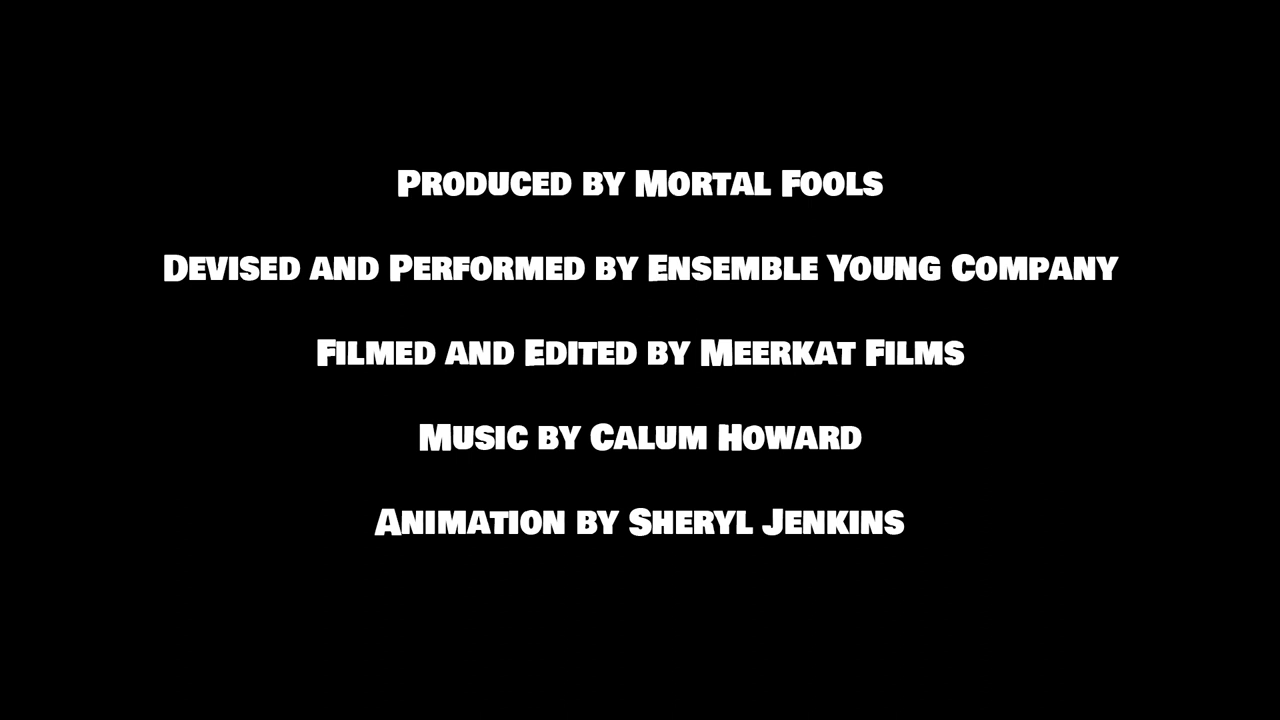 Produced by Mortal Fools
Devised and Performed by Ensemble Young Company
Filmed and Edited by Meerkat Films
Music by Calum Howard
Animation by Sheryl Jenkins